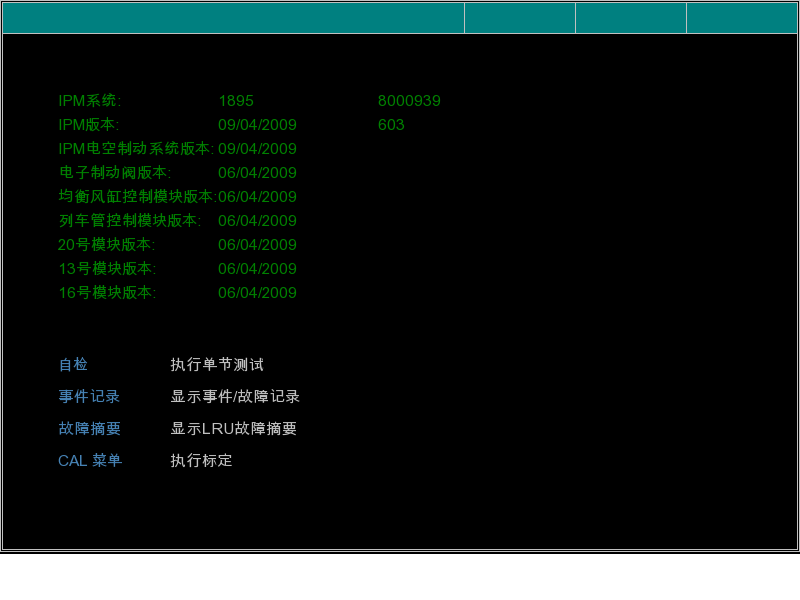 IPM系统: 1895 8000939
IPM版本: 09/04/2009 603
IPM电空制动系统版本: 09/04/2009
电子制动阀版本: 06/04/2009
均衡风缸控制模块版本: 06/04/2009
列车管控制模块版本: 06/04/2009
20号模块版本: 06/04/2009
13号模块版本: 06/04/2009
16号模块版本: 06/04/2009
自检 执行单节测试
事件记录 显示事件/故障记录
故障摘要 显示LRU故障摘要
CAL 菜单 执行标定